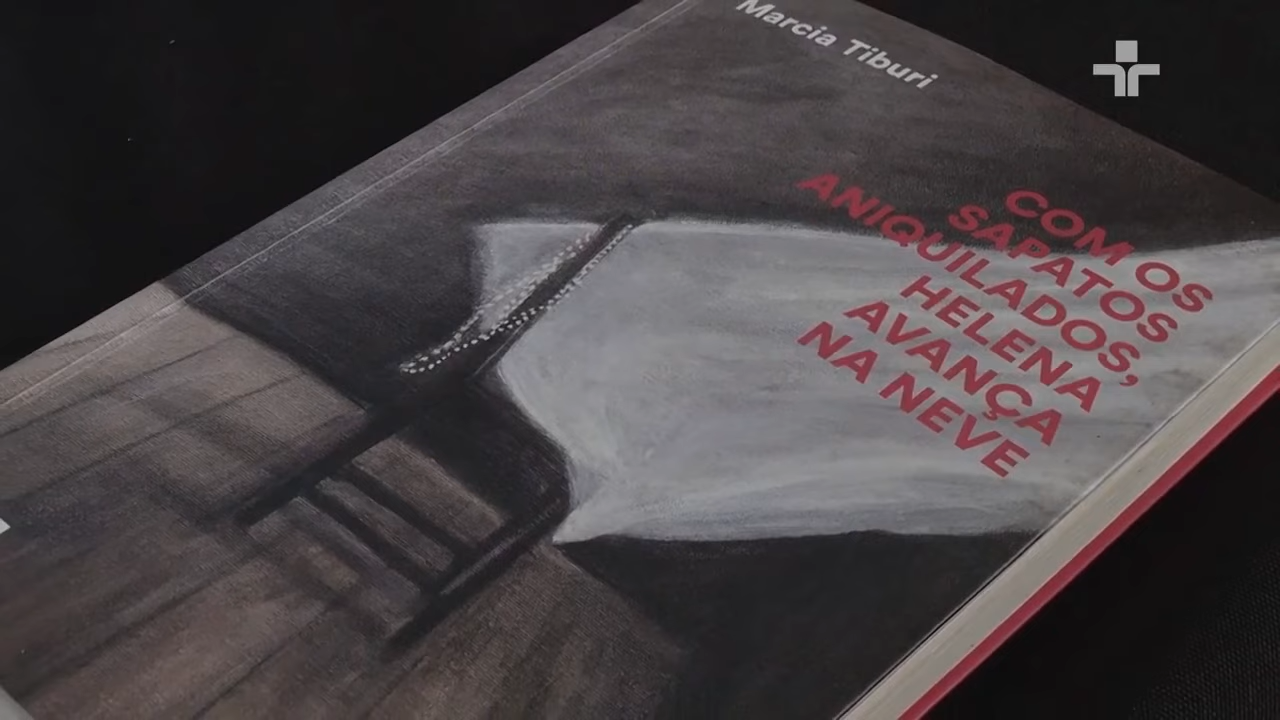 Marcia Tiburi
COM OS
SAPATOS
ANIQUILADOS,
HELENA
AVANÇA
NA NEVE